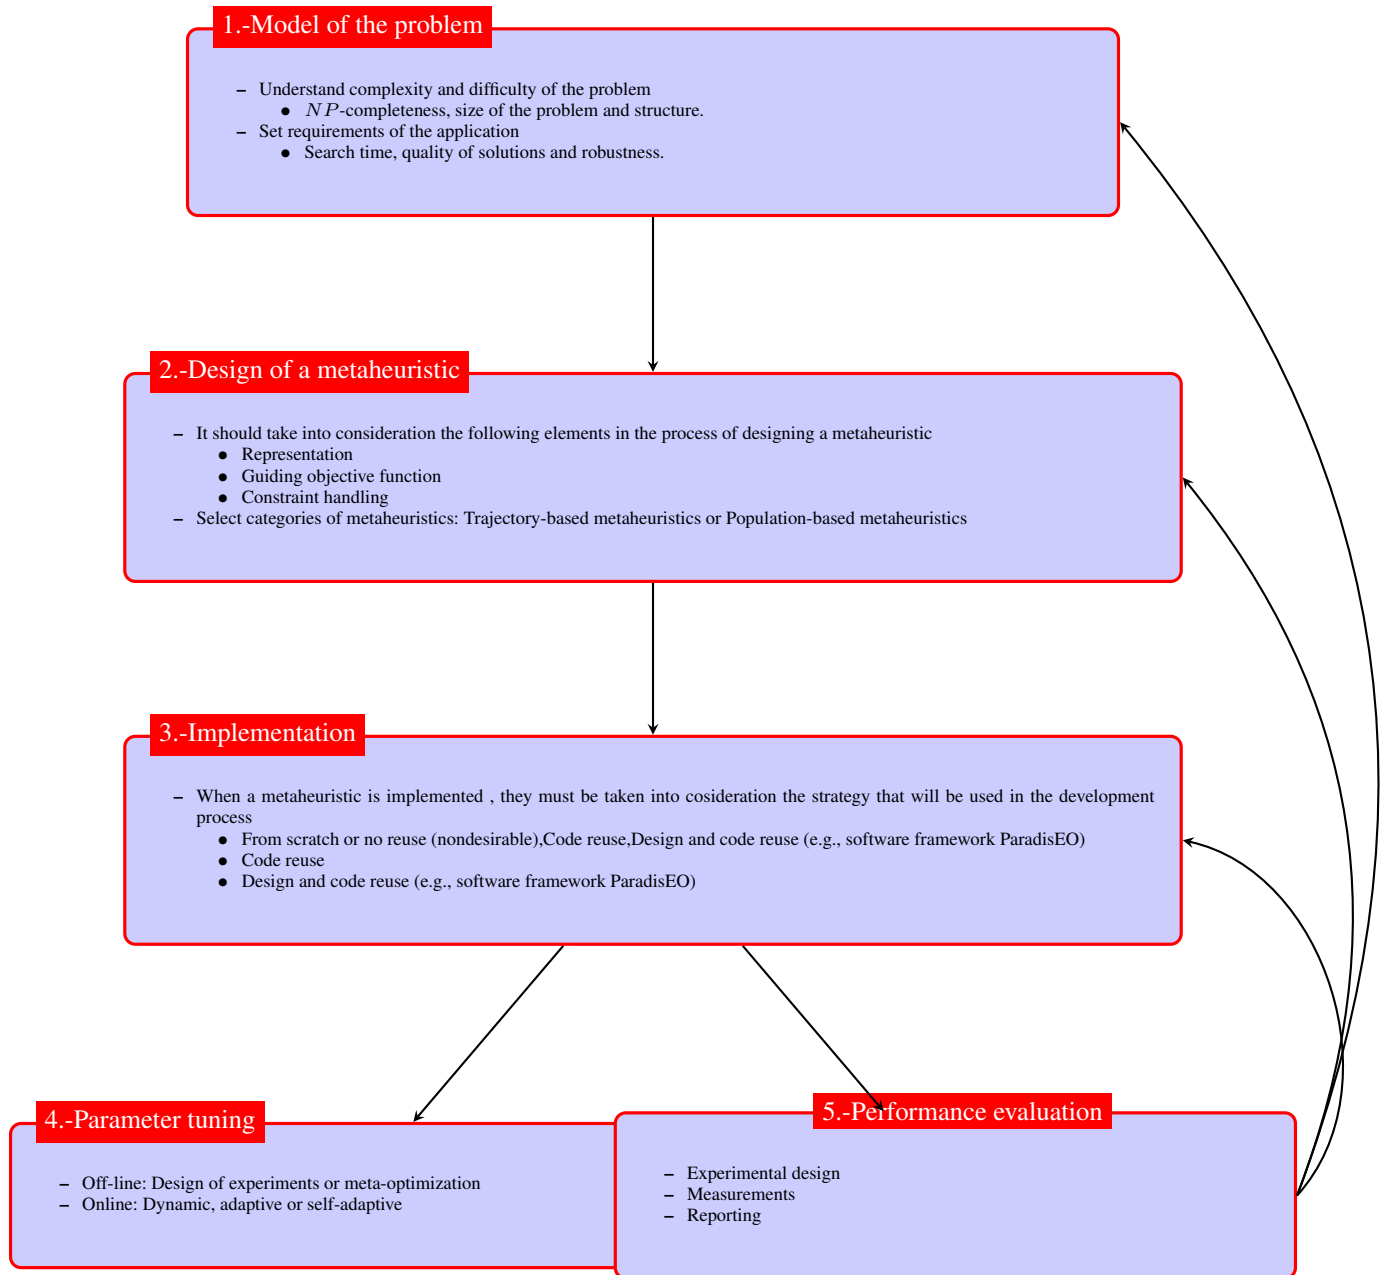 1.-Model of the problem
– Understand complexity and difficulty of the problem
● NP-completeness, size of the problem and structure.
– Set requirements of the application
● Search time, quality of solutions and robustness.
2.-Design of a metaheuristic
– It should take into consideration the following elements in the process of designing a metaheuristic
● Representation
● Guiding objective function
● Constraint handling
– Select categories of metaheuristics: Trajectory-based metaheuristics or Population-based metaheuristics
3.-Implementation
– When a metaheuristic is implemented , they must be taken into cosideration the strategy that will be used in the development
process
● From scratch or no reuse (nondesirable),Code reuse,Design and code reuse (e.g., software framework ParadisEO)
● Code reuse
● Design and code reuse (e.g., software framework ParadisEO)
4.-Parameter tuning
– Off-line: Design of experiments or meta-optimization
– Online: Dynamic, adaptive or self-adaptive
5.-Performance evaluation
– Experimental design
– Measurements
– Reporting